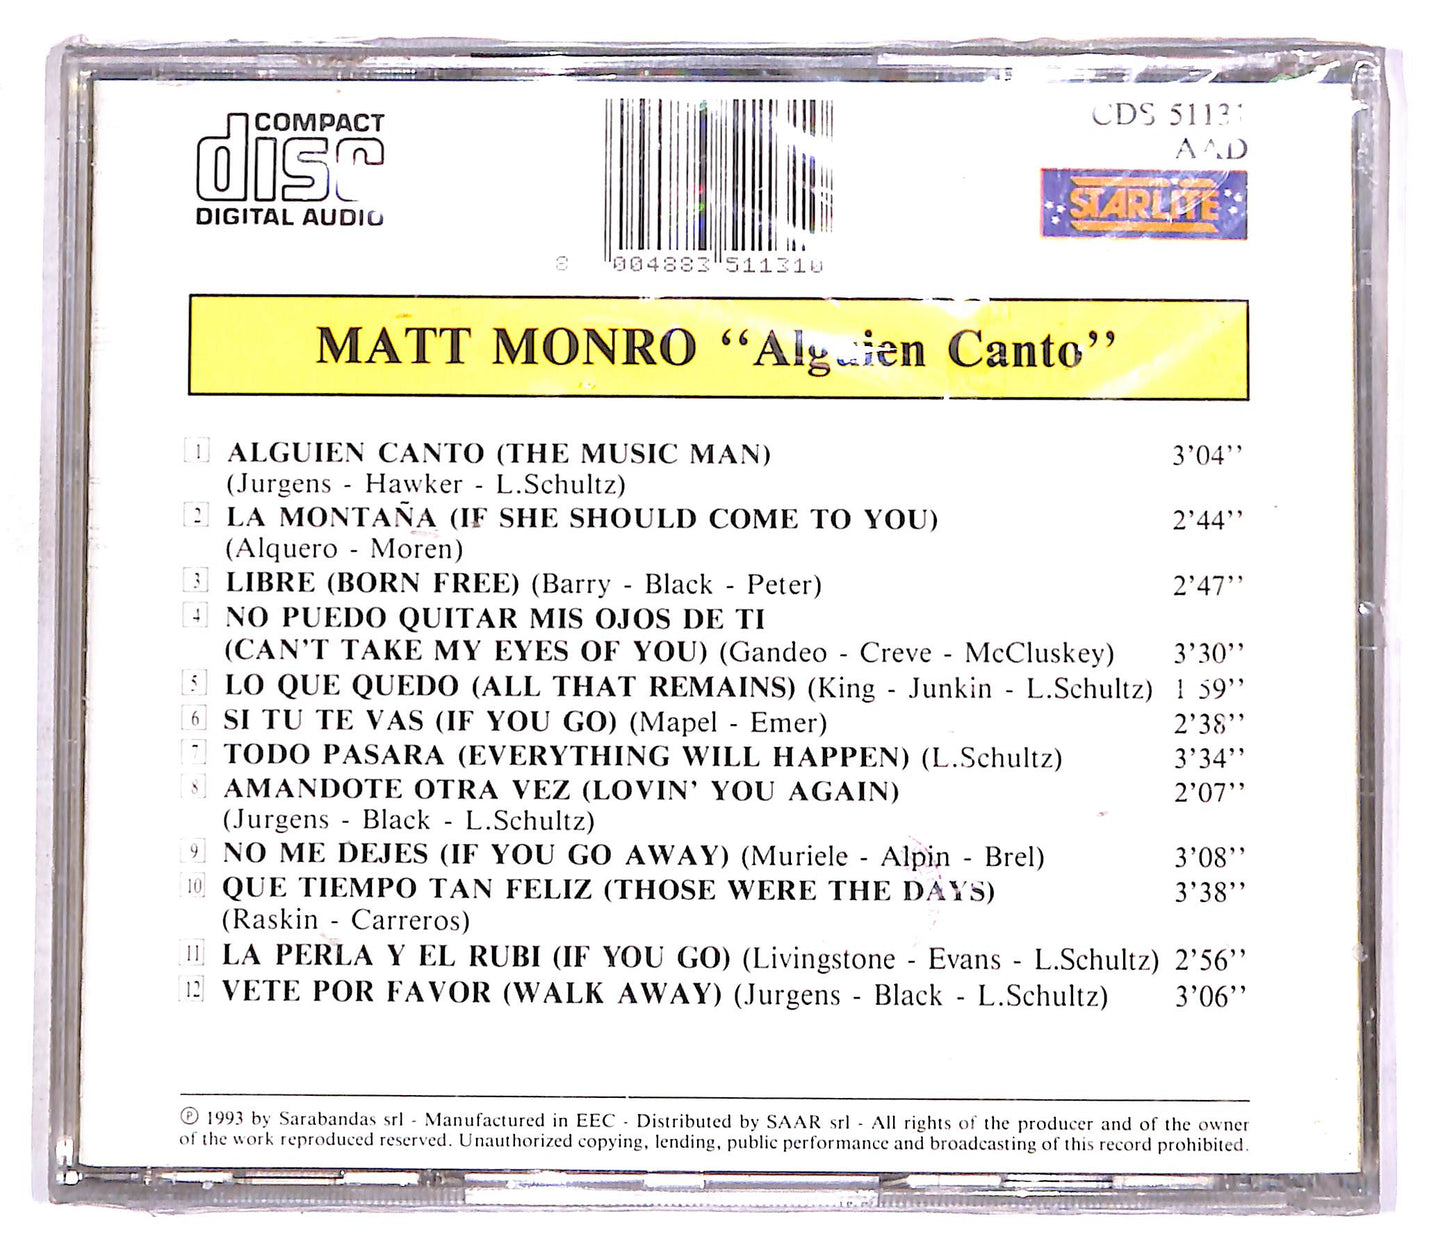 COMPACT
disc
DIGITAL AUDIO
8 004883 511310
CDS 51131
AAD
STARLITE
MATT MONRO “Alguien Canto”
1 ALGUIEN CANTO (THE MUSIC MAN) 3’04’’
(Jurgens - Hawker - L.Schultz)
2 LA MONTAÑA (IF SHE SHOULD COME TO YOU) 2’44’’
(Alquero - Moren)
3 LIBRE (BORN FREE) (Barry - Black - Peter) 2’47’’
4 NO PUEDO QUITAR MIS OJOS DE TI
(CAN’T TAKE MY EYES OF YOU) (Gandeo - Creve - McCluskey) 3’30’’
5 LO QUE QUEDO (ALL THAT REMAINS) (King - Junkin - L.Schultz) 1 59’’
6 SI TU TE VAS (IF YOU GO) (Mapel - Emer) 2’38’’
7 TODO PASARA (EVERYTHING WILL HAPPEN) (L.Schultz) 3’34’’
8 AMANDOTE OTRA VEZ (LOVIN’ YOU AGAIN) 2’07’’
(Jurgens - Black - L.Schultz)
9 NO ME DEJES (IF YOU GO AWAY) (Muriele - Alpin - Brel) 3’08’’
10 QUE TIEMPO TAN FELIZ (THOSE WERE THE DAYS) 3’38’’
(Raskin - Carreros)
11 LA PERLA Y EL RUBI (IF YOU GO) (Livingstone - Evans - L.Schultz) 2’56’’
12 VETE POR FAVOR (WALK AWAY) (Jurgens - Black - L.Schultz) 3’06’’
℗ 1993 by Sarabandas srl - Manufactured in EEC - Distributed by SAAR srl - All rights of the producer and of the owner
of the work reproduced reserved. Unauthorized copying, lending, public performance and broadcasting of this record prohibited.